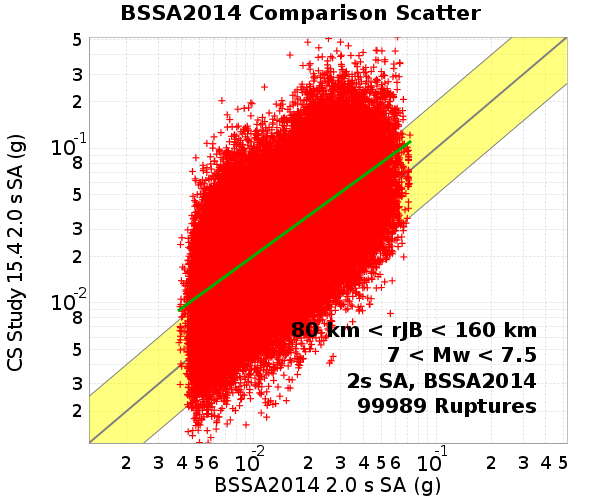 BSSA2014 Comparison Scatter
5
3
2
10-1
8
5
3
2
10-2
8
5
3
2
CS Study 15.4 2.0 s SA (g)
80 km < rJB < 160 km
7 < Mw < 7.5
2s SA, BSSA2014
99989 Ruptures
2 3 4 5 6 10-2 2 3 4 5 6 10-1 2 3 4 5
BSSA2014 2.0 s SA (g)